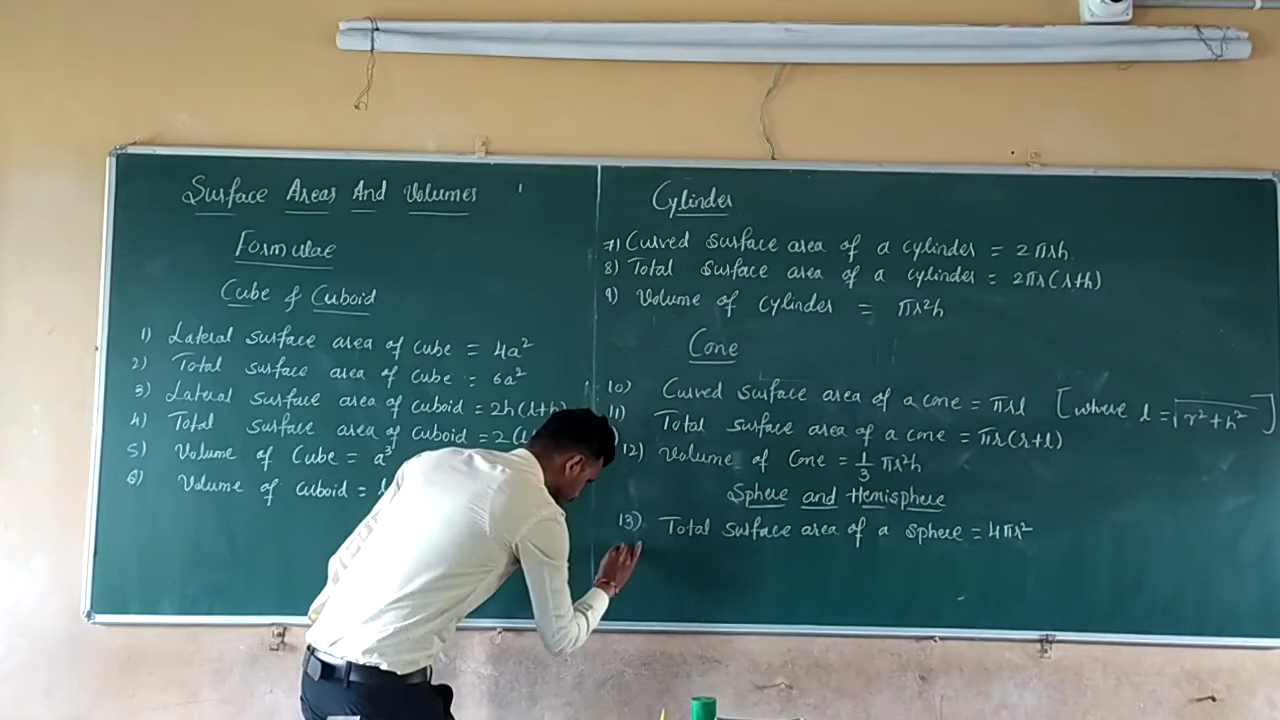 Surface Areas And Volumes
Formulae
Cube & Cuboid
1) Lateral surface area of cube = 4a²
2) Total surface area of cube = 6a²
3) Lateral surface area of cuboid = 2h(l+b)
4) Total surface area of cuboid = 2(
5) Volume of Cube = a³
6) Volume of cuboid =
Cylinder
7) Curved surface area of a cylinder = 2πrh
8) Total surface area of a cylinder = 2πr(r+h)
9) Volume of cylinder = πr²h
Cone
10) Curved surface area of a cone = πrl [where l = √r²+h²]
11) Total surface area of a cone = πr(r+l)
12) Volume of Cone = 1/3 πr²h
Sphere and Hemisphere
13) Total surface area of a sphere = 4πr²